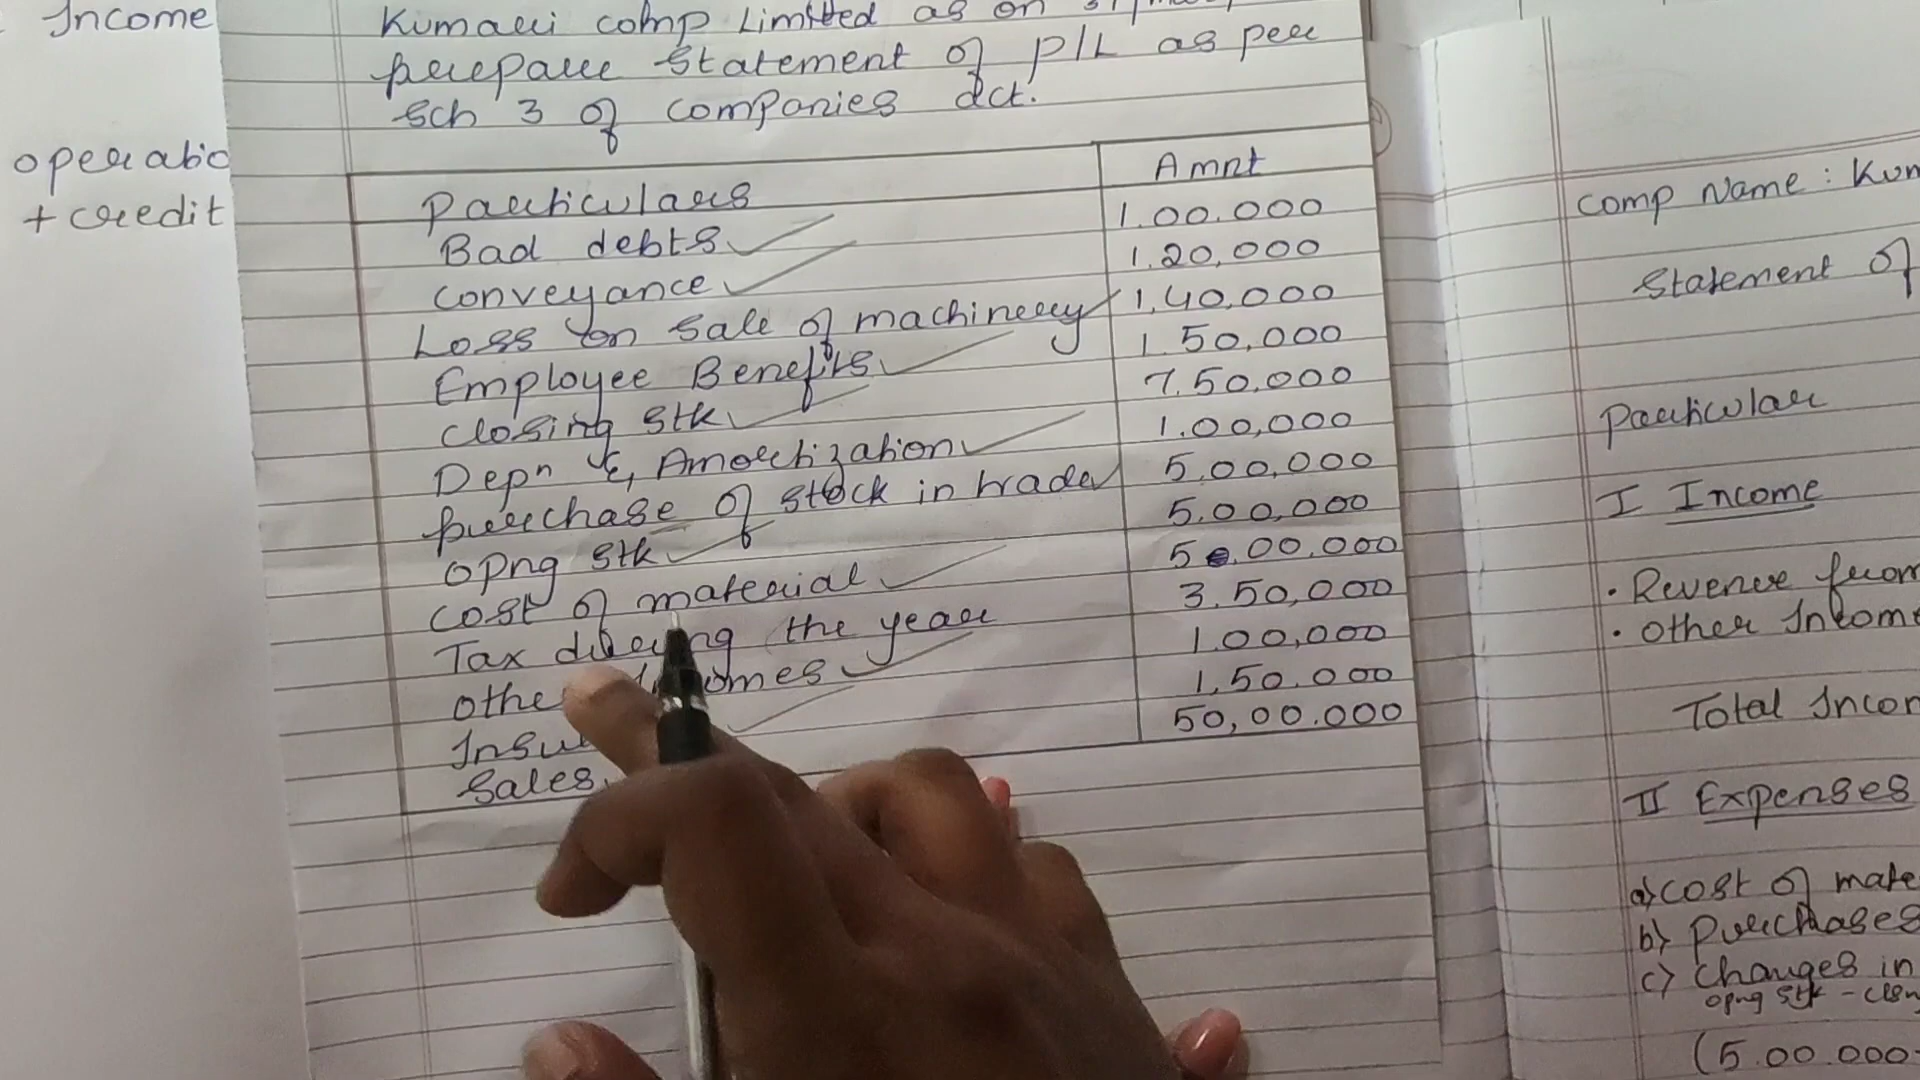 Income
operatio
+ credit
Kumari comp Limited as on 31
prepare statement of P/L as per
Sch 3 of companies Act.
Particulars Amnt
Bad debts 1.00.000
conveyance 1.20,000
Loss on sale of machinery 1,40,000
Employee Benefits 1.50,000
closing stk 7.50,000
Depn & Amortization 1.00,000
purchase of stock in trade 5,00,000
opng stk 5.00,000
cost of material 5.00.000
Tax during the year 3.50,000
other incomes 1.00,000
1,50.000
Sales 50,00.000
comp Name : Kum
Statement of
Particular
I Income
. Revenue from
. other Income
Total Incom
II Expenses
a) cost of mate
b) Purchases
c) changes in
opng stk - clsn
(5.00.000-